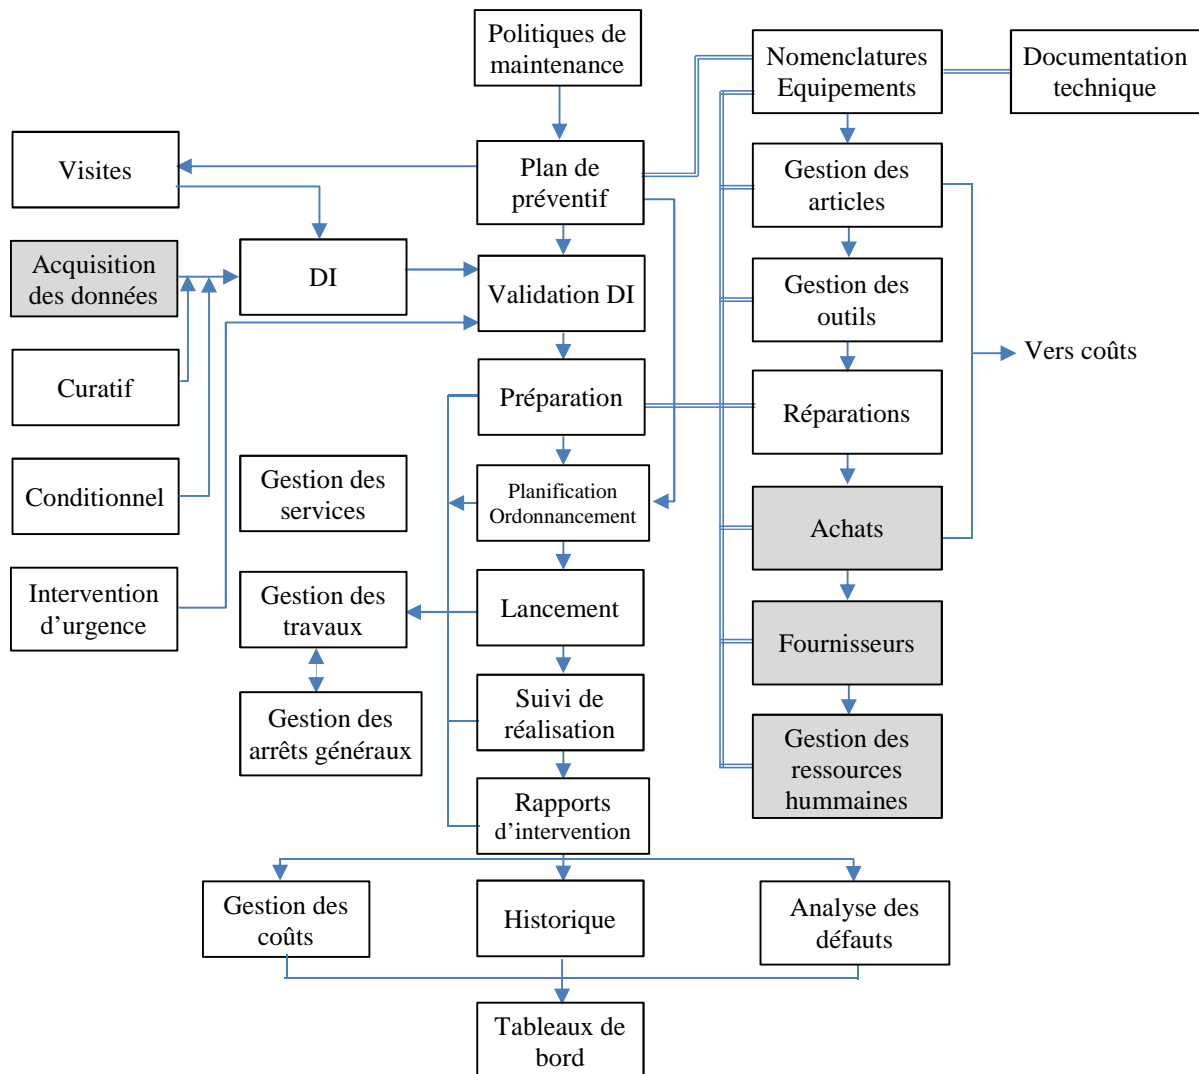 Politiques de
maintenance
Nomenclatures
Equipements
Documentation
technique
Visites
Plan de
préventif
Gestion des
articles
Acquisition
des données
DI
Validation DI
Gestion des
outils
Vers coûts
Curatif
Préparation
Réparations
Conditionnel
Gestion des
services
Planification
Ordonnancement
Achats
Intervention
d’urgence
Gestion des
travaux
Lancement
Fournisseurs
Gestion des
arrêts généraux
Suivi de
réalisation
Gestion des
ressources
hummaines
Rapports
d’intervention
Gestion des
coûts
Historique
Analyse des
défauts
Tableaux de
bord